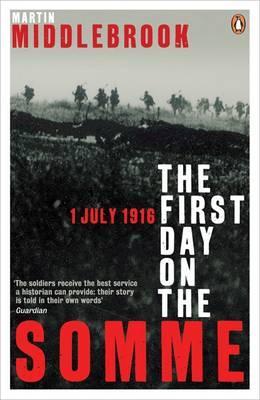 MARTIN
MIDDLEBROOK
1 JULY 1916
THE
FIRST
DAY
ON
THE
SOMME
'The soldiers receive the best service
a historian can provide: their story
is told in their own words'
Guardian